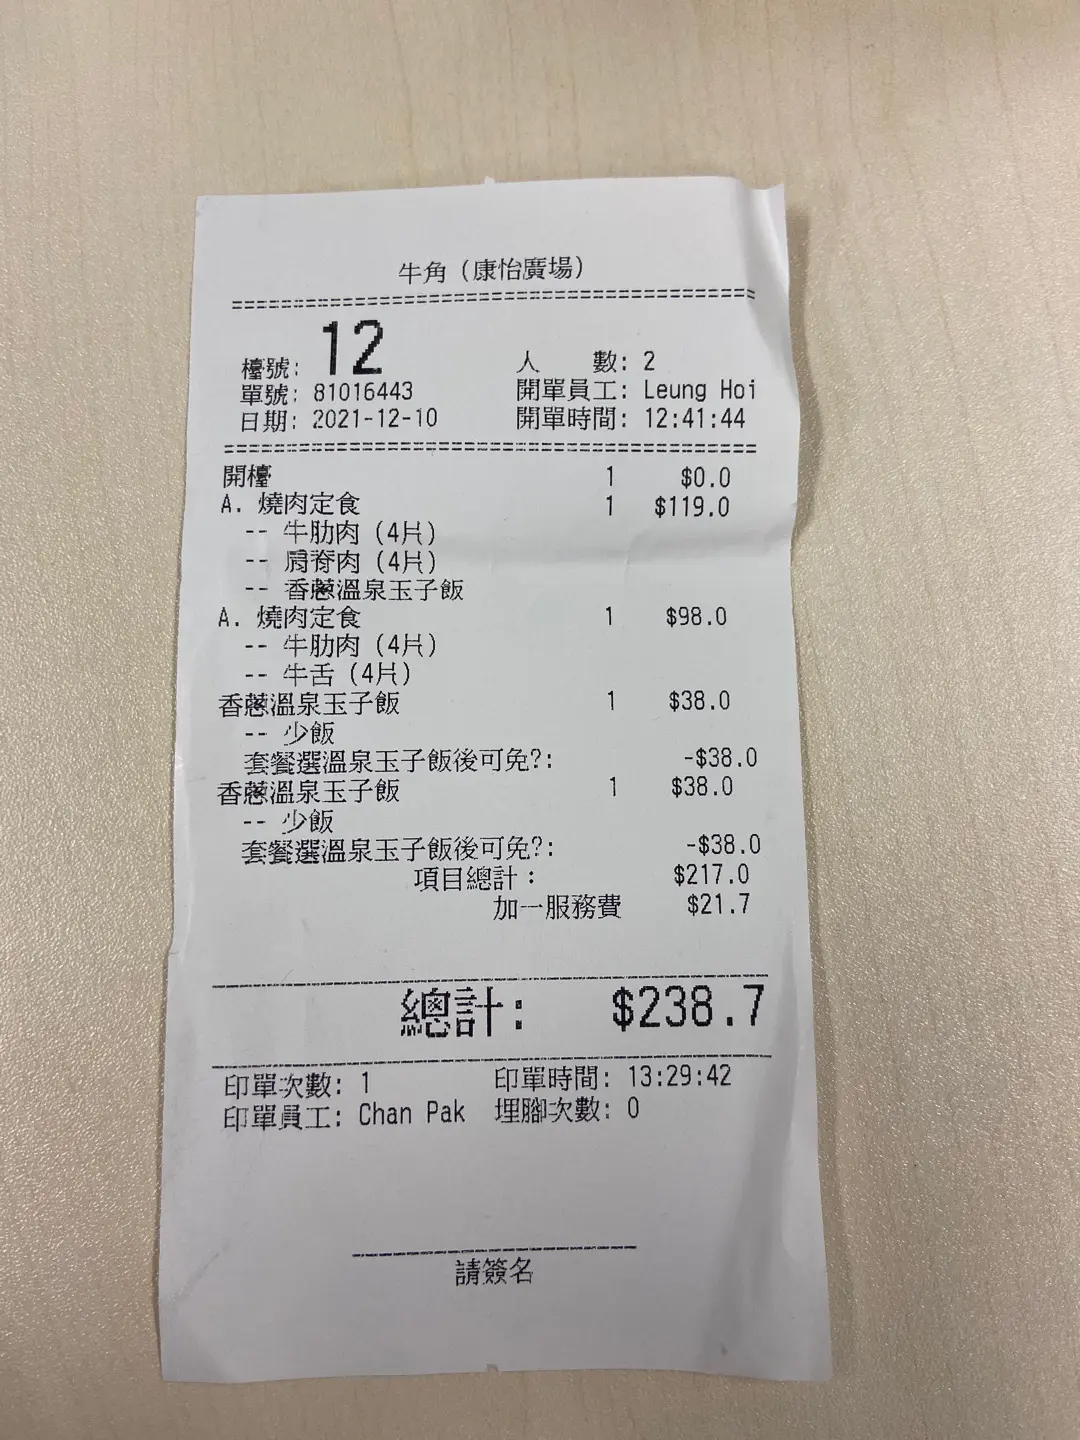 牛角（康怡廣場）
檯號: 12 人 數: 2
單號: 81016443 開單員工: Leung Hoi
日期: 2021-12-10 開單時間: 12:41:44
開檯 1 $0.0
A. 燒肉定食 1 $119.0
-- 牛肋肉（4片）
-- 肩脊肉（4片）
-- 香蔥溫泉玉子飯
A. 燒肉定食 1 $98.0
-- 牛肋肉（4片）
-- 牛舌（4片）
香蔥溫泉玉子飯 1 $38.0
-- 少飯
套餐選溫泉玉子飯後可免?: -$38.0
香蔥溫泉玉子飯 1 $38.0
-- 少飯
套餐選溫泉玉子飯後可免?: -$38.0
項目總計： $217.0
加一服務費 $21.7
總計: $238.7
印單次數: 1 印單時間: 13:29:42
印單員工: Chan Pak 埋腳次數: 0
請簽名